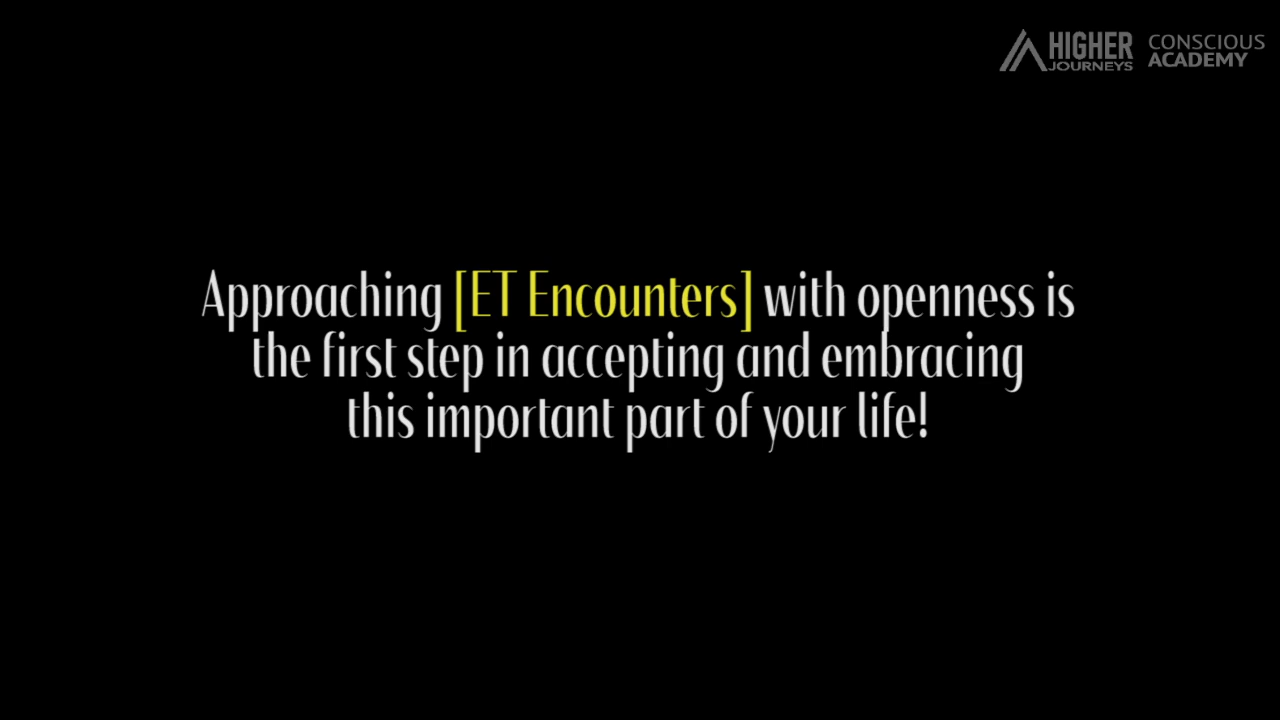 HIGHER JOURNEYS
CONSCIOUS ACADEMY
Approaching [ET Encounters] with openness is
the first step in accepting and embracing
this important part of your life!